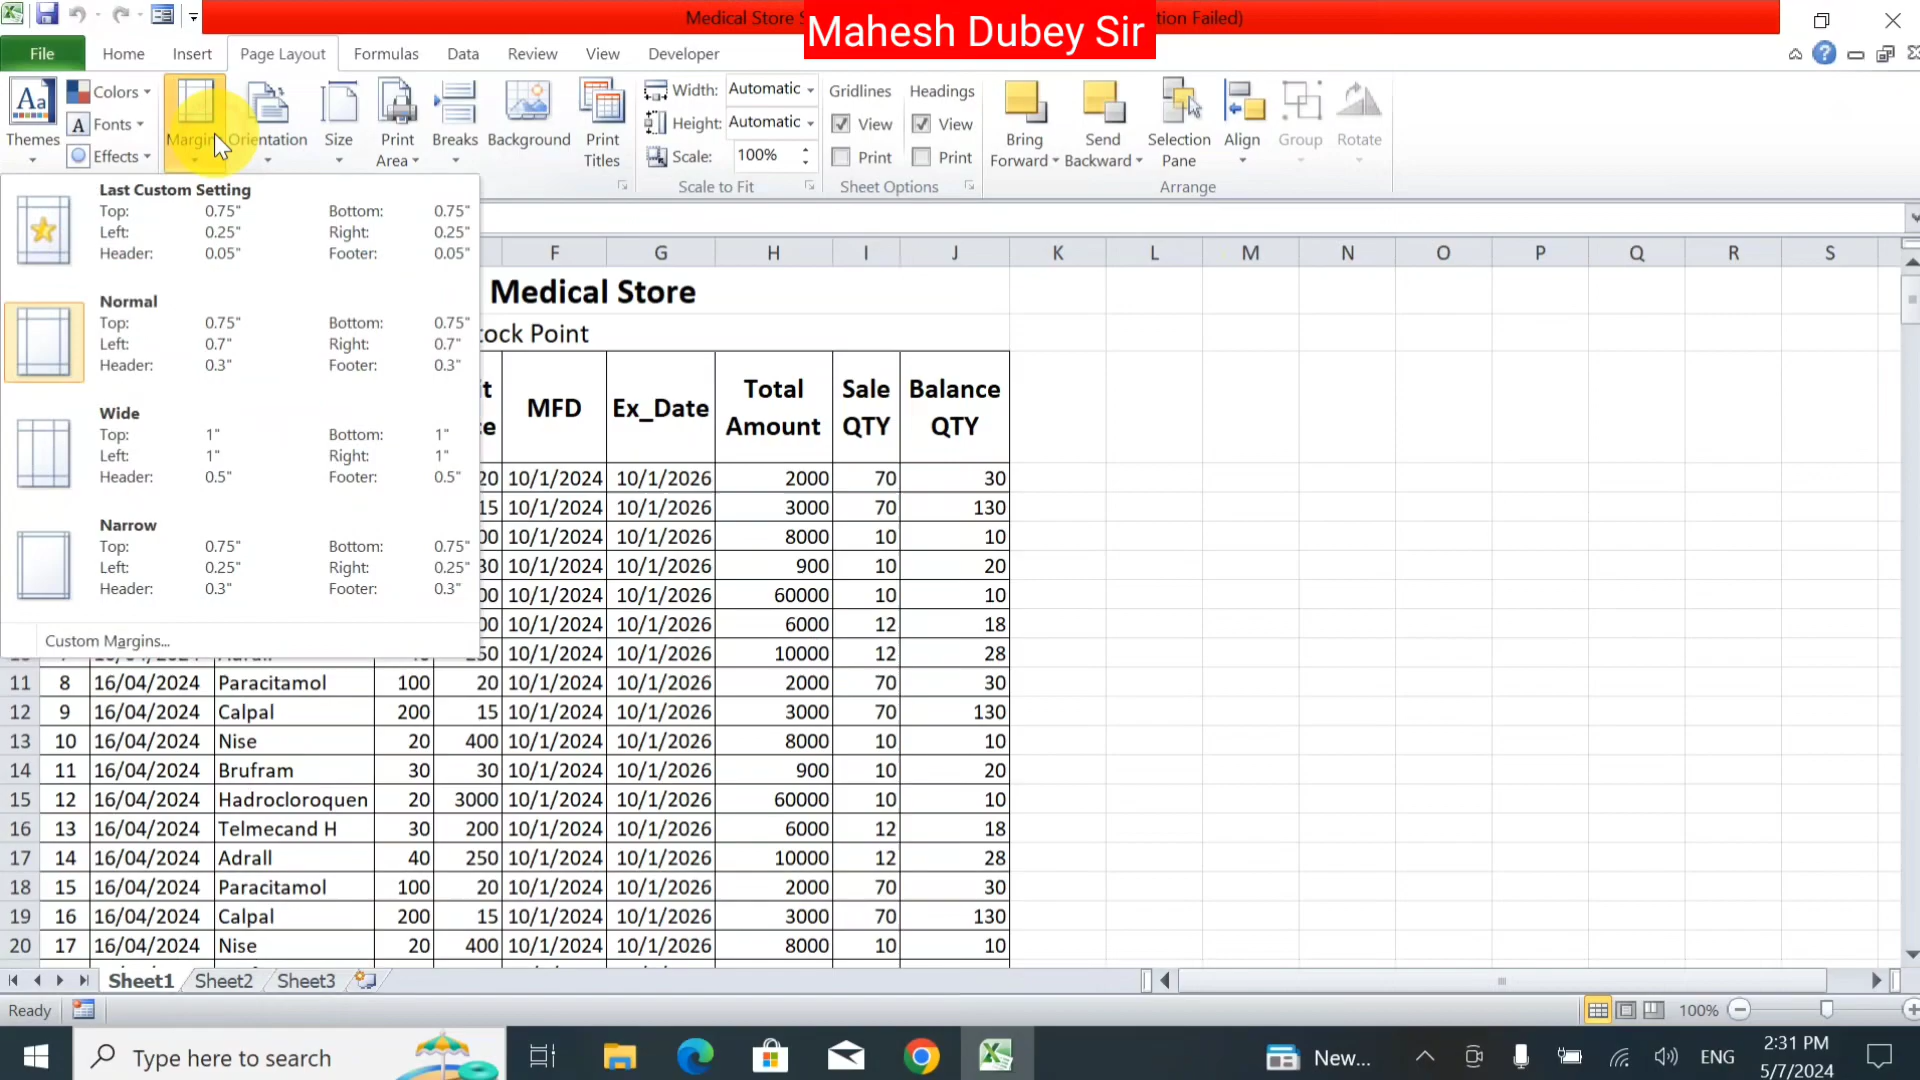 Medical Store S
Mahesh Dubey Sir
tion Failed)
File Home Insert Page Layout Formulas Data Review View Developer
Themes
Colors
Fonts
Effects
Margins
Orientation
Size
Print Area
Breaks
Background
Print Titles
Width: Automatic
Height: Automatic
Scale: 100%
Scale to Fit
Gridlines
View
Print
Headings
View
Print
Sheet Options
Bring Forward
Send Backward
Selection Pane
Align
Group
Rotate
Arrange
Last Custom Setting
Top: 0.75" Bottom: 0.75"
Left: 0.25" Right: 0.25"
Header: 0.05" Footer: 0.05"
Normal
Top: 0.75" Bottom: 0.75"
Left: 0.7" Right: 0.7"
Header: 0.3" Footer: 0.3"
Wide
Top: 1" Bottom: 1"
Left: 1" Right: 1"
Header: 0.5" Footer: 0.5"
Narrow
Top: 0.75" Bottom: 0.75"
Left: 0.25" Right: 0.25"
Header: 0.3" Footer: 0.3"
Custom Margins...
F G H I J K L M N O P Q R S
Medical Store
tock Point
MFD Ex_Date Total Amount Sale QTY Balance QTY
20 10/1/2024 10/1/2026 2000 70 30
15 10/1/2024 10/1/2026 3000 70 130
00 10/1/2024 10/1/2026 8000 10 10
30 10/1/2024 10/1/2026 900 10 20
00 10/1/2024 10/1/2026 60000 10 10
00 10/1/2024 10/1/2026 6000 12 18
50 10/1/2024 10/1/2026 10000 12 28
11 8 16/04/2024 Paracitamol 100 20 10/1/2024 10/1/2026 2000 70 30
12 9 16/04/2024 Calpal 200 15 10/1/2024 10/1/2026 3000 70 130
13 10 16/04/2024 Nise 20 400 10/1/2024 10/1/2026 8000 10 10
14 11 16/04/2024 Brufram 30 30 10/1/2024 10/1/2026 900 10 20
15 12 16/04/2024 Hadrocloroquen 20 3000 10/1/2024 10/1/2026 60000 10 10
16 13 16/04/2024 Telmecand H 30 200 10/1/2024 10/1/2026 6000 12 18
17 14 16/04/2024 Adrall 40 250 10/1/2024 10/1/2026 10000 12 28
18 15 16/04/2024 Paracitamol 100 20 10/1/2024 10/1/2026 2000 70 30
19 16 16/04/2024 Calpal 200 15 10/1/2024 10/1/2026 3000 70 130
20 17 16/04/2024 Nise 20 400 10/1/2024 10/1/2026 8000 10 10
Sheet1 Sheet2 Sheet3
Ready
100%
Type here to search
New...
ENG
2:31 PM
5/7/2024